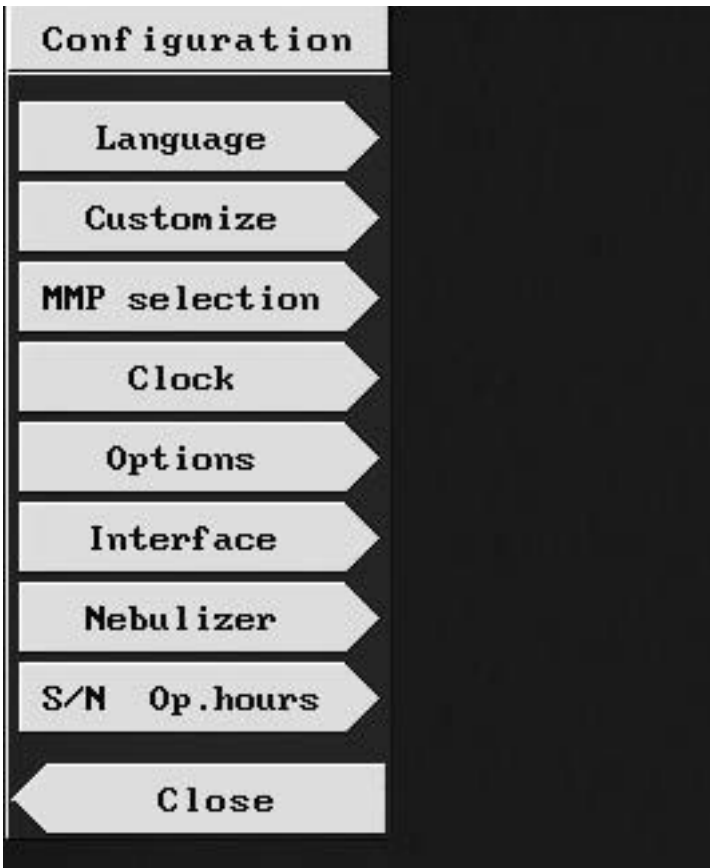 Configuration
Language
Customize
MMP selection
Clock
Options
Interface
Nebulizer
S/N Op.hours
Close